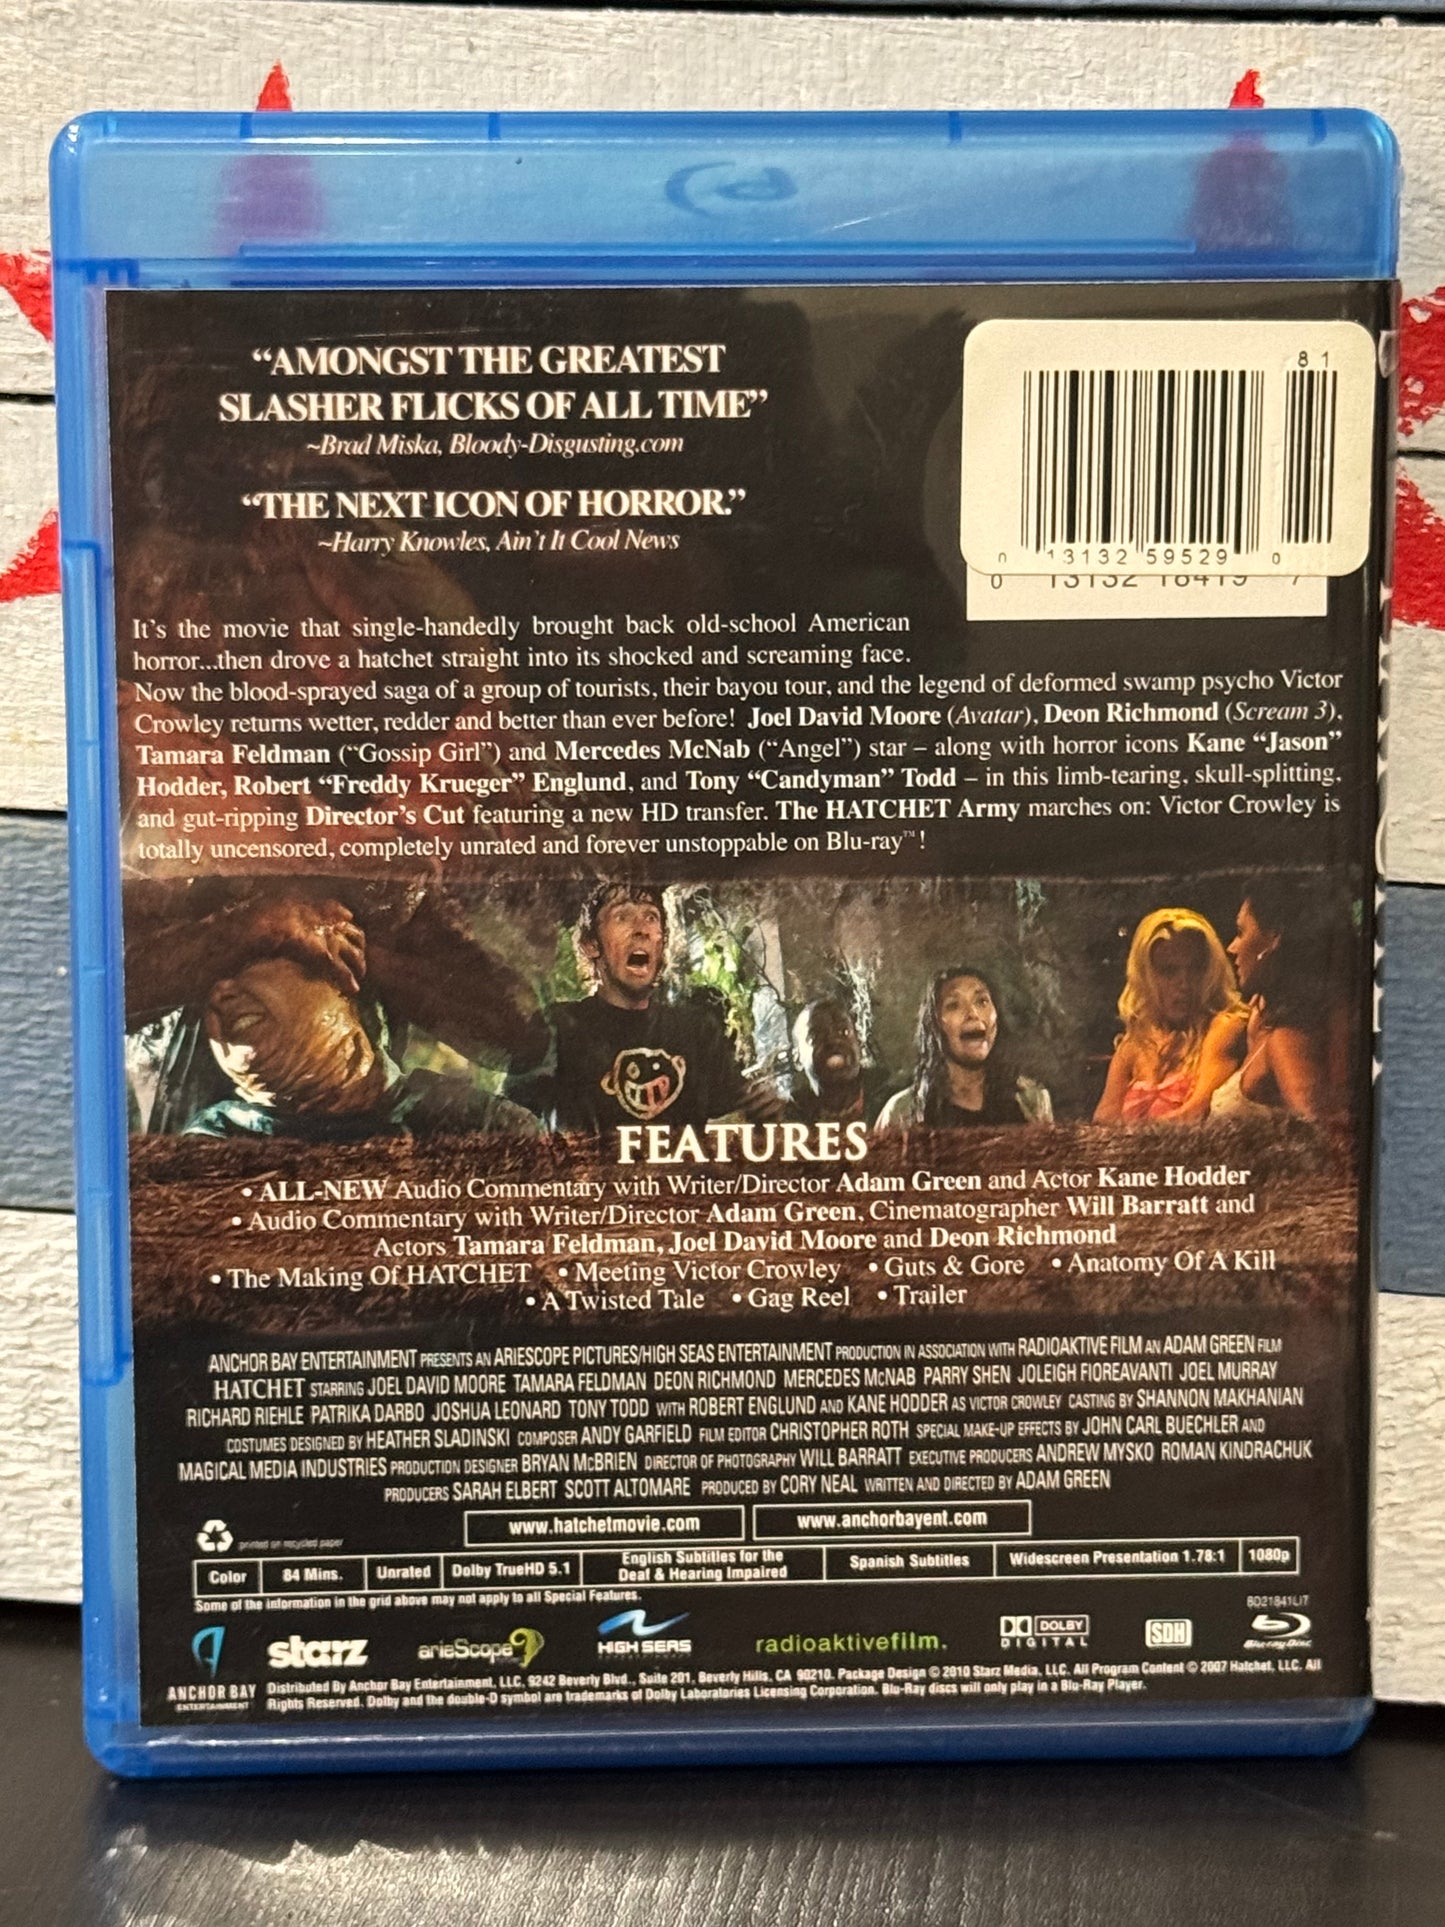 “AMONGST THE GREATEST
SLASHER FLICKS OF ALL TIME”
~Brad Miska, Bloody-Disgusting.com
“THE NEXT ICON OF HORROR.”
~Harry Knowles, Ain't It Cool News
81
0 13132 59529 0
0 13132 18419 7
It's the movie that single-handedly brought back old-school American
horror...then drove a hatchet straight into its shocked and screaming face.
Now the blood-sprayed saga of a group of tourists, their bayou tour, and the legend of deformed swamp psycho Victor
Crowley returns wetter, redder and better than ever before! Joel David Moore (Avatar), Deon Richmond (Scream 3),
Tamara Feldman (“Gossip Girl”) and Mercedes McNab (“Angel”) star – along with horror icons Kane “Jason”
Hodder, Robert “Freddy Krueger” Englund, and Tony “Candyman” Todd – in this limb-tearing, skull-splitting,
and gut-ripping Director's Cut featuring a new HD transfer. The HATCHET Army marches on: Victor Crowley is
totally uncensored, completely unrated and forever unstoppable on Blu-ray™!
FEATURES
• ALL-NEW Audio Commentary with Writer/Director Adam Green and Actor Kane Hodder
• Audio Commentary with Writer/Director Adam Green, Cinematographer Will Barratt and
Actors Tamara Feldman, Joel David Moore and Deon Richmond
• The Making Of HATCHET • Meeting Victor Crowley • Guts & Gore • Anatomy Of A Kill
• A Twisted Tale • Gag Reel • Trailer
ANCHOR BAY ENTERTAINMENT PRESENTS AN ARIESCOPE PICTURES/HIGH SEAS ENTERTAINMENT PRODUCTION IN ASSOCIATION WITH RADIOAKTIVE FILM AN ADAM GREEN FILM
HATCHET STARRING JOEL DAVID MOORE TAMARA FELDMAN DEON RICHMOND MERCEDES McNAB PARRY SHEN JOLEIGH FIOREAVANTI JOEL MURRAY
RICHARD RIEHLE PATRIKA DARBO JOSHUA LEONARD TONY TODD WITH ROBERT ENGLUND AND KANE HODDER AS VICTOR CROWLEY CASTING BY SHANNON MAKHANIAN
COSTUMES DESIGNED BY HEATHER SLADINSKI COMPOSER ANDY GARFIELD FILM EDITOR CHRISTOPHER ROTH SPECIAL MAKE-UP EFFECTS BY JOHN CARL BUECHLER AND
MAGICAL MEDIA INDUSTRIES PRODUCTION DESIGNER BRYAN McBRIEN DIRECTOR OF PHOTOGRAPHY WILL BARRATT EXECUTIVE PRODUCERS ANDREW MYSKO ROMAN KINDRACHUK
PRODUCERS SARAH ELBERT SCOTT ALTOMARE PRODUCED BY CORY NEAL WRITTEN AND DIRECTED BY ADAM GREEN
printed on recycled paper
www.hatchetmovie.com www.anchorbayent.com
Color 84 Mins. Unrated Dolby TrueHD 5.1 English Subtitles for the Deaf & Hearing Impaired Spanish Subtitles Widescreen Presentation 1.78:1 1080p
Some of the information in the grid above may not apply to all Special Features.
BD21841LI7
starz arieScope HIGH SEAS ENTERTAINMENT radioaktivefilm. DOLBY DIGITAL SDH Blu-ray Disc
ANCHOR BAY ENTERTAINMENT
Distributed By Anchor Bay Entertainment, LLC, 9242 Beverly Blvd., Suite 201, Beverly Hills, CA 90210. Package Design © 2010 Starz Media, LLC. All Program Content © 2007 Hatchet, LLC. All
Rights Reserved. Dolby and the double-D symbol are trademarks of Dolby Laboratories Licensing Corporation. Blu-Ray discs will only play in a Blu-Ray Player.